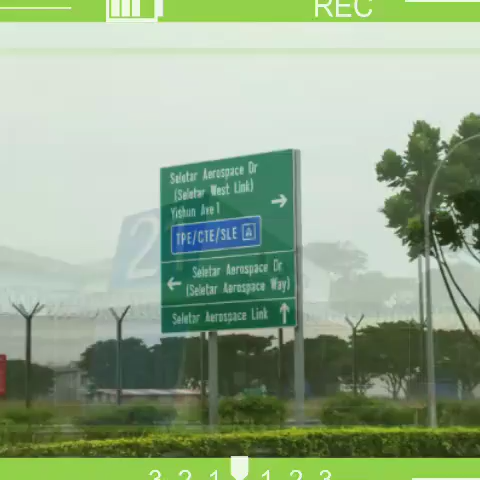 REC
Seletar Aerospace Dr
(Seletar West Link)
Yishun Ave 1
TPE/CTE/SLE
Seletar Aerospace Dr
(Seletar Aerospace Way)
Seletar Aerospace Link
2
3 2 1 1 2 3